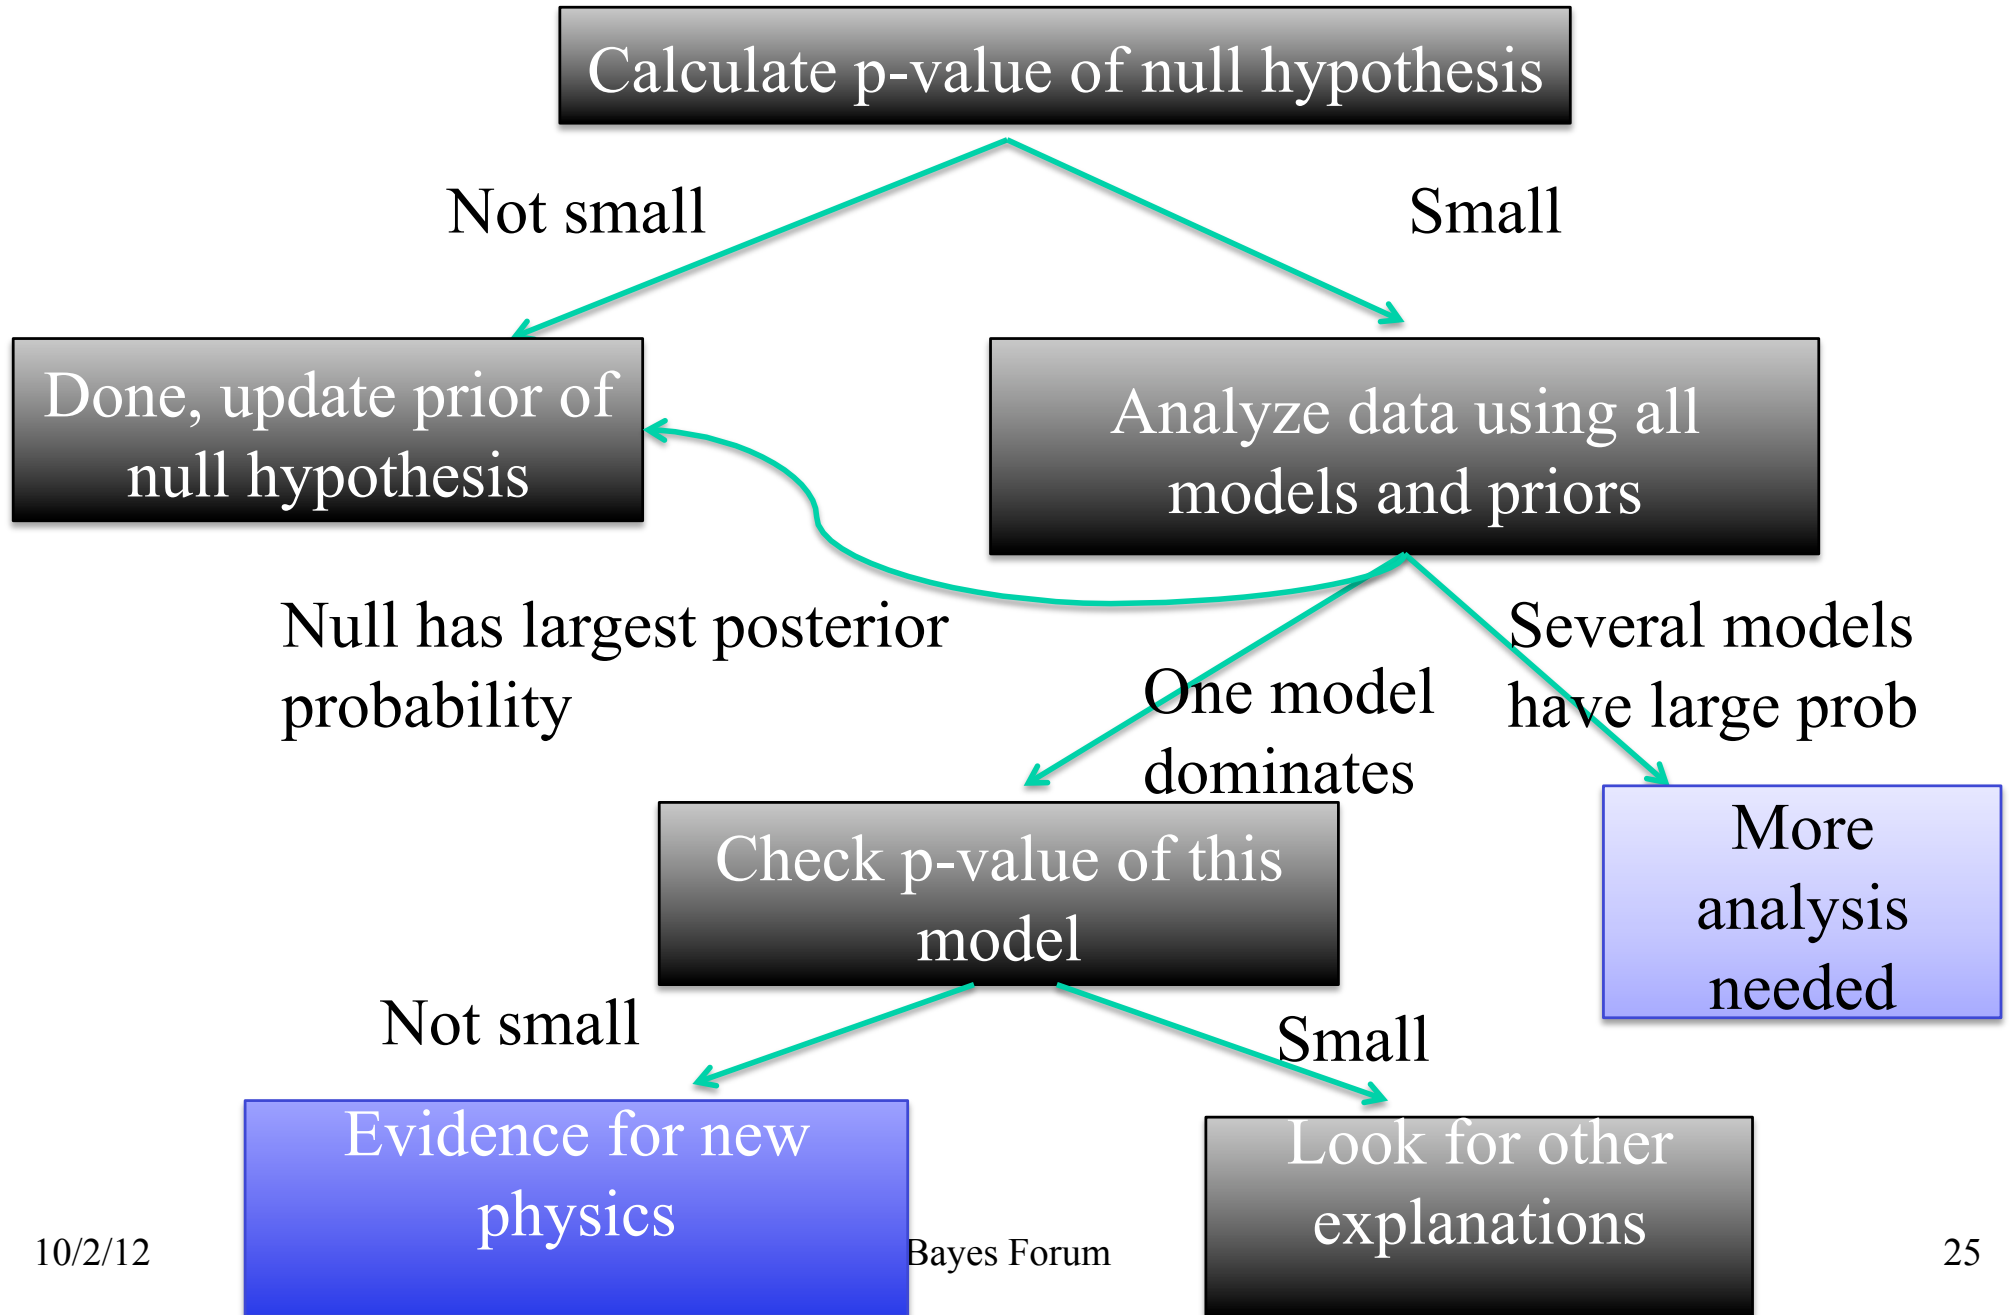 Calculate p-value of null hypothesis
Not small
Small
Done, update prior of
null hypothesis
Analyze data using all
models and priors
Null has largest posterior
probability
One model
dominates
Several models
have large prob
Check p-value of this
model
More
analysis
needed
Not small
Small
Evidence for new
physics
Look for other
explanations
10/2/12
Bayes Forum
25